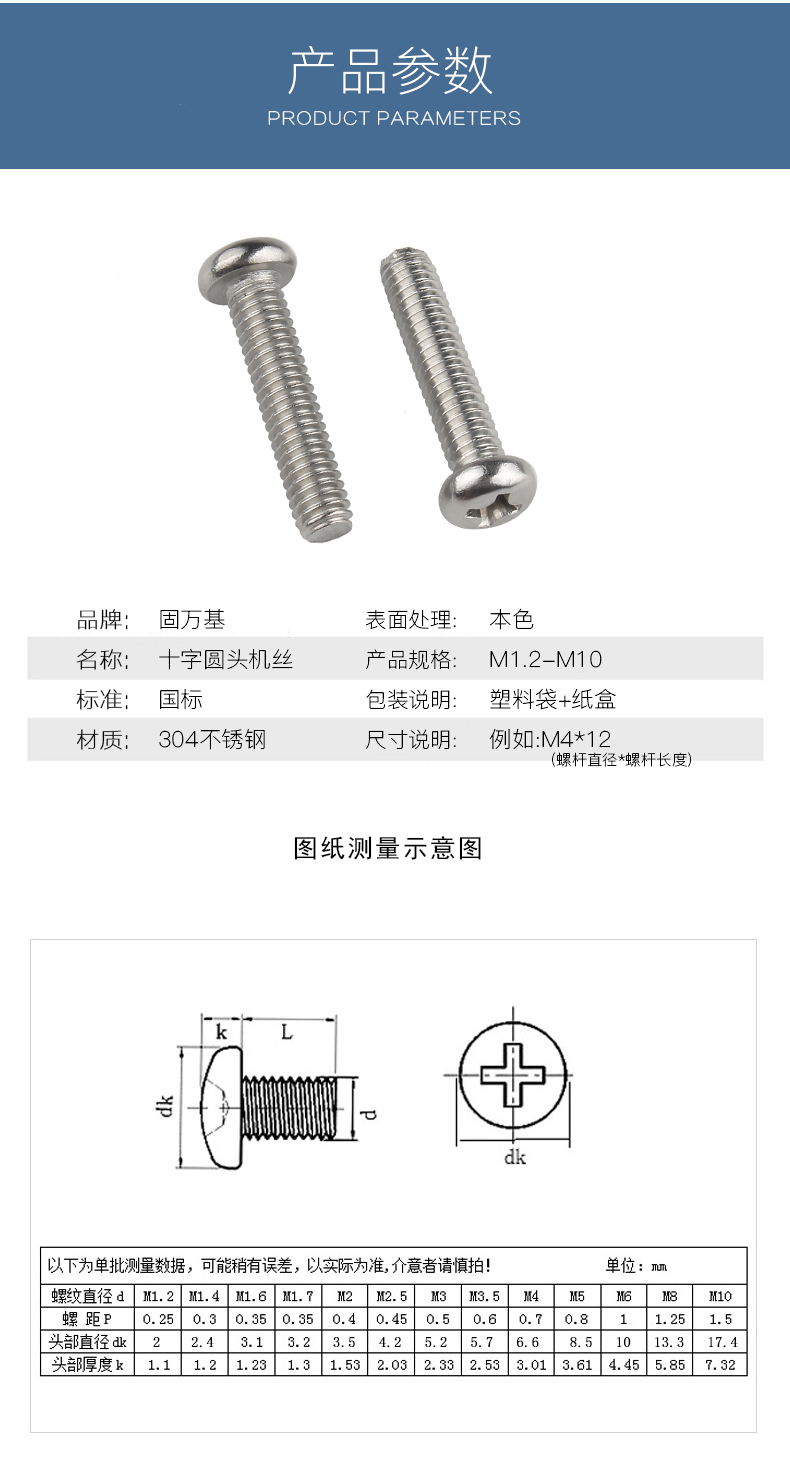 产品参数
PRODUCT PARAMETERS
品牌: 固万基 表面处理: 本色
名称: 十字圆头机丝 产品规格: M1.2-M10
标准: 国标 包装说明: 塑料袋+纸盒
材质: 304不锈钢 尺寸说明: 例如:M4*12
(螺杆直径*螺杆长度)
图纸测量示意图
k L
dk d
dk
以下为单批测量数据，可能稍有误差，以实际为准,介意者请慎拍! 单位: mm
螺纹直径 d M1.2 M1.4 M1.6 M1.7 M2 M2.5 M3 M3.5 M4 M5 M6 M8 M10
螺 距 P 0.25 0.3 0.35 0.35 0.4 0.45 0.5 0.6 0.7 0.8 1 1.25 1.5
头部直径 dk 2 2.4 3.1 3.2 3.5 4.2 5.2 5.7 6.6 8.5 10 13.3 17.4
头部厚度 k 1.1 1.2 1.23 1.3 1.53 2.03 2.33 2.53 3.01 3.61 4.45 5.85 7.32